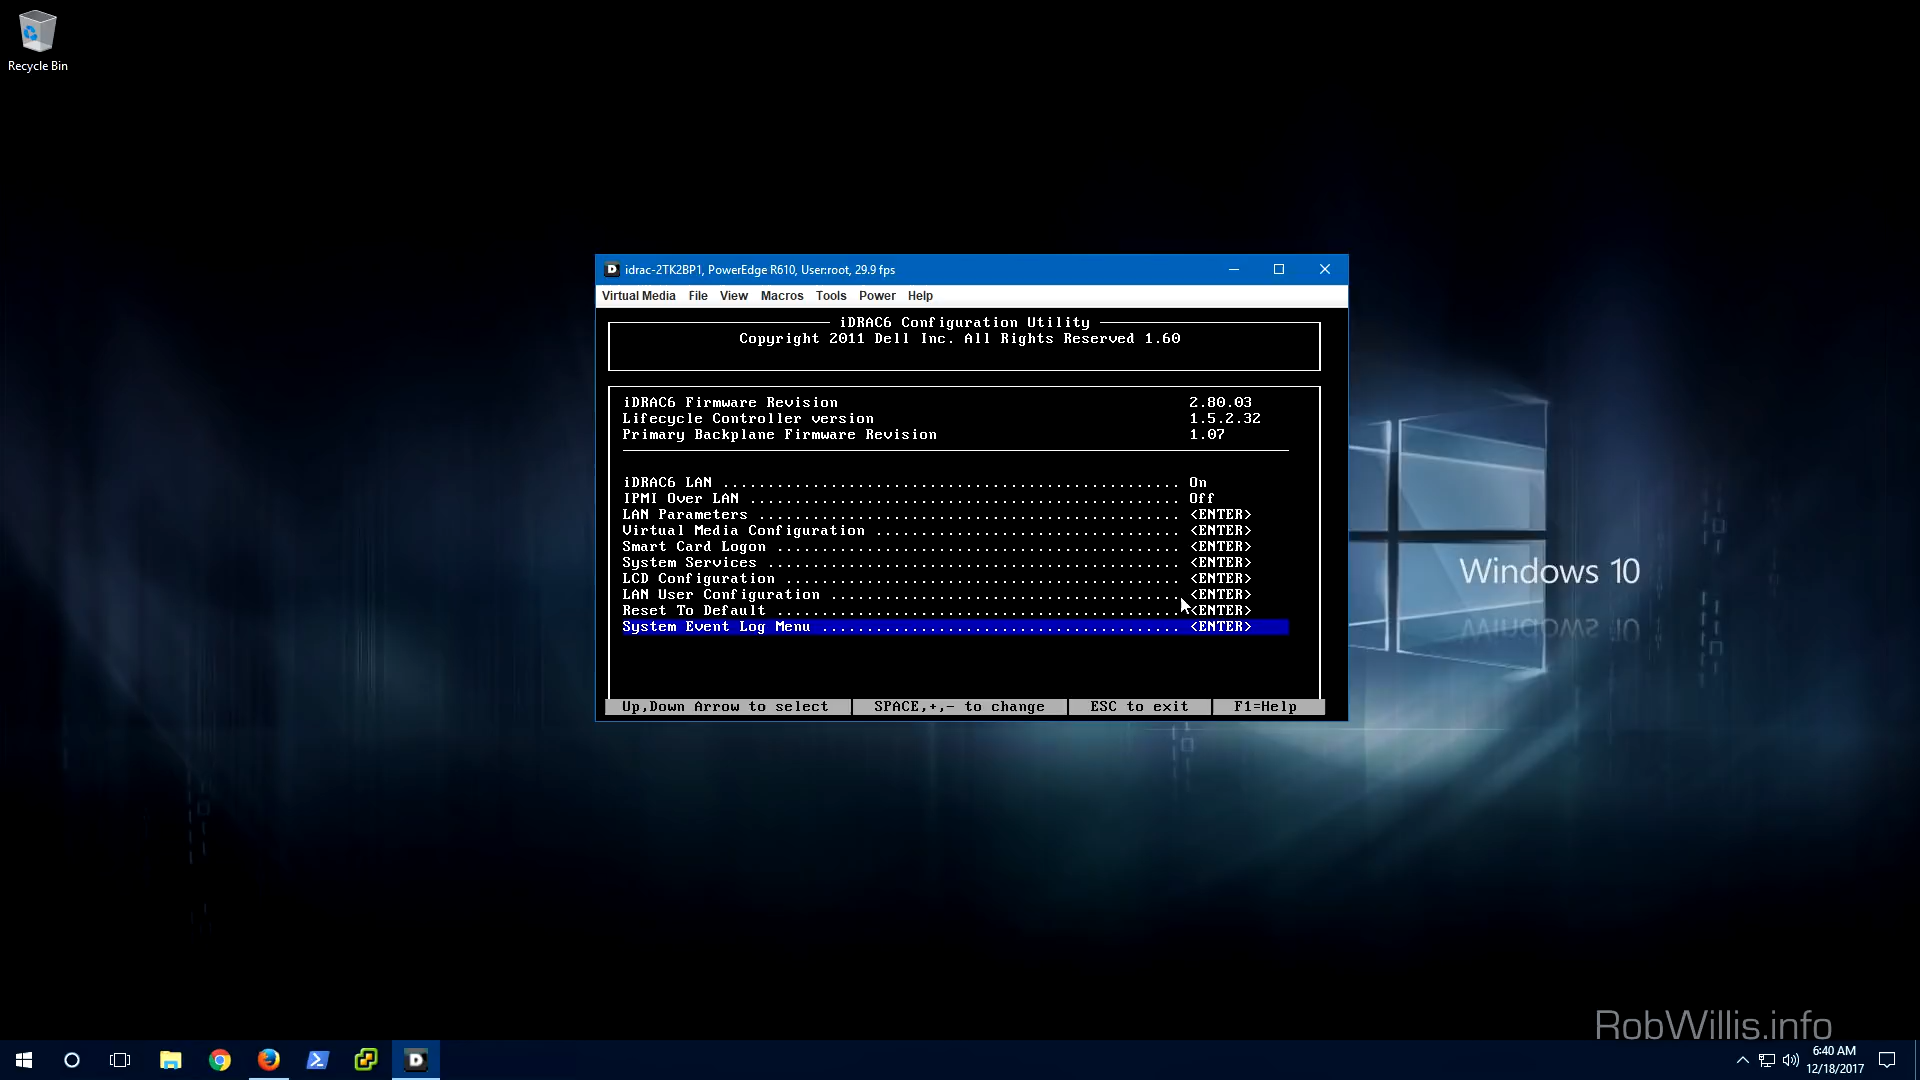 Recycle Bin
idrac-2TK2BP1, PowerEdge R610, User:root, 29.9 fps
Virtual Media File View Macros Tools Power Help
iDRAC6 Configuration Utility
Copyright 2011 Dell Inc. All Rights Reserved 1.60
iDRAC6 Firmware Revision 2.80.03
Lifecycle Controller version 1.5.2.32
Primary Backplane Firmware Revision 1.07
iDRAC6 LAN ................................................... On
IPMI Over LAN ................................................ Off
LAN Parameters ............................................... <ENTER>
Virtual Media Configuration .................................. <ENTER>
Smart Card Logon ............................................. <ENTER>
System Services .............................................. <ENTER>
LCD Configuration ............................................ <ENTER>
LAN User Configuration ....................................... <ENTER>
Reset To Default ............................................. <ENTER>
System Event Log Menu ........................................ <ENTER>
Up,Down Arrow to select SPACE,+,- to change ESC to exit F1=Help
Windows 10
RobWillis.info
6:40 AM
12/18/2017